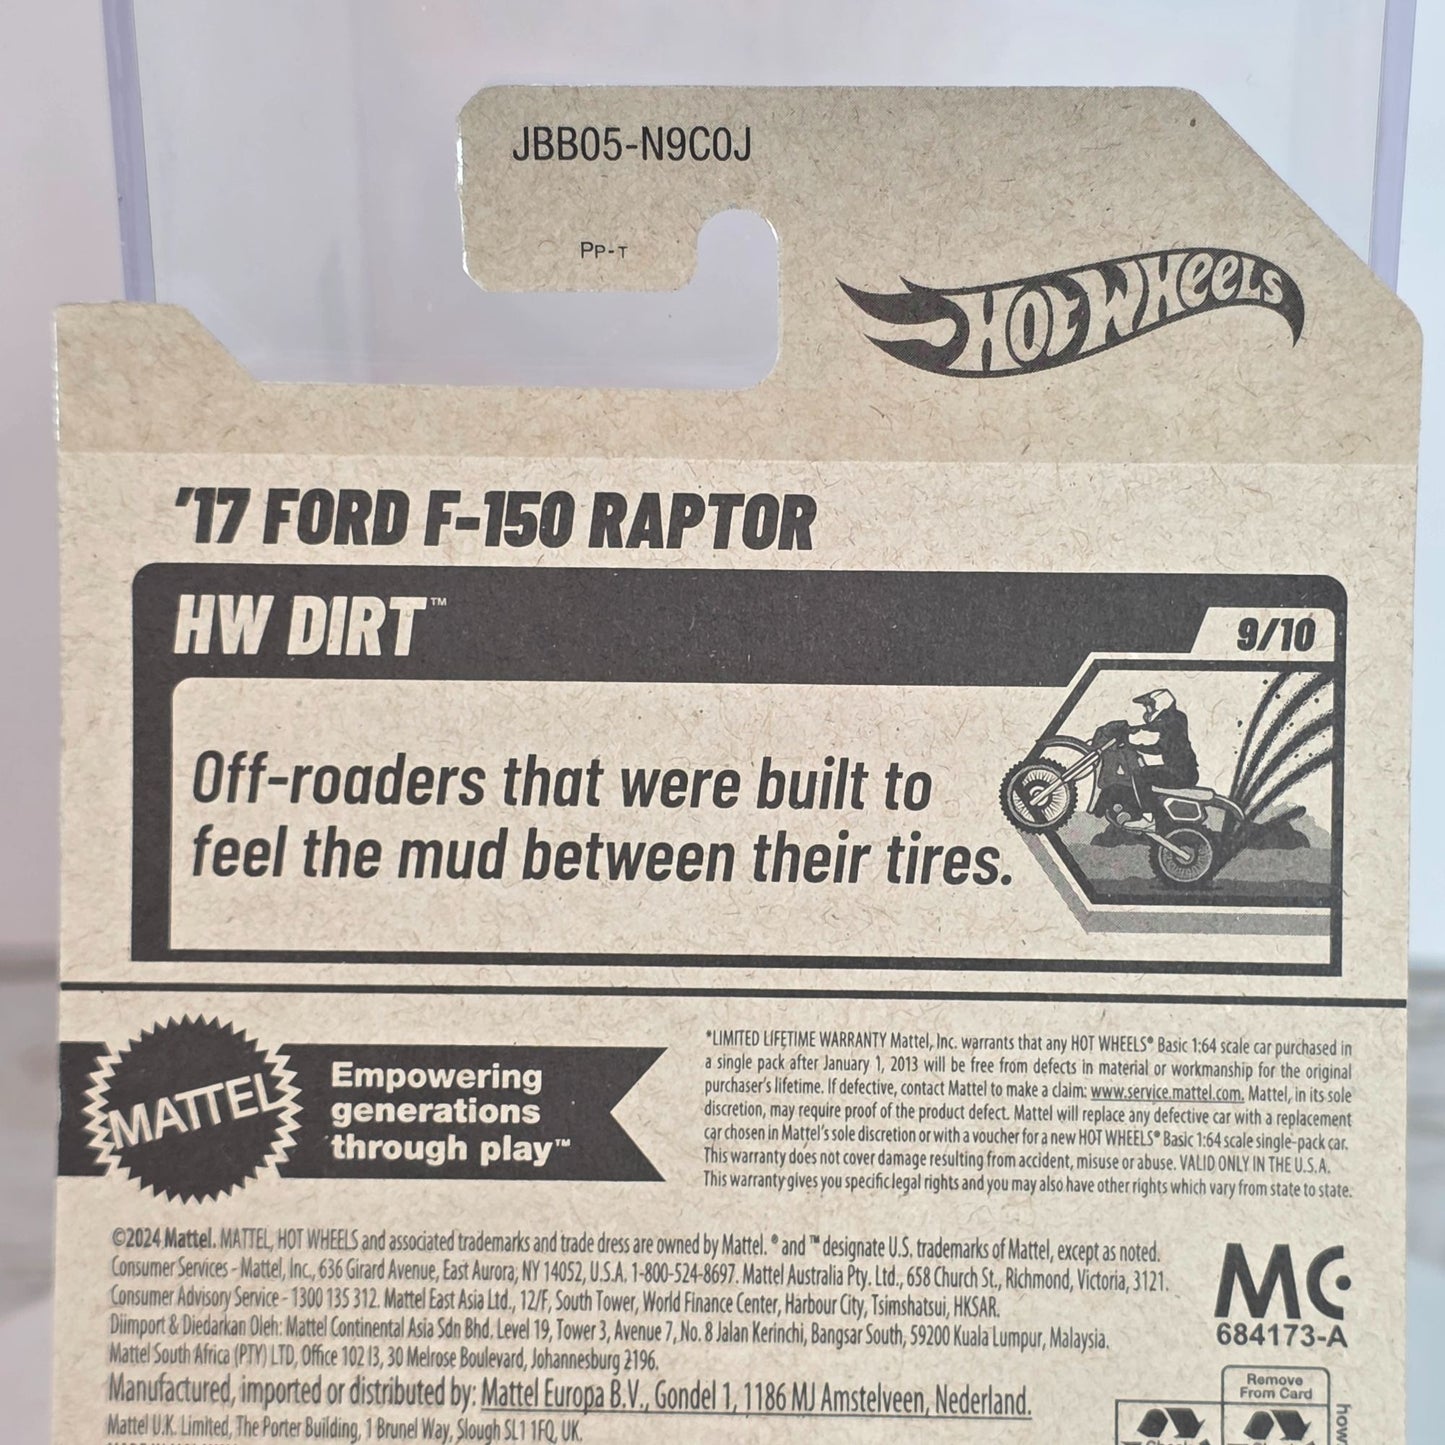 JBB05-N9C0J
PP-T
HOT WHEELS
'17 FORD F-150 RAPTOR
HW DIRT™
9/10
Off-roaders that were built to
feel the mud between their tires.
MATTEL
Empowering
generations
through play™
*LIMITED LIFETIME WARRANTY Mattel, Inc. warrants that any HOT WHEELS® Basic 1:64 scale car purchased in
a single pack after January 1, 2013 will be free from defects in material or workmanship for the original
purchaser's lifetime. If defective, contact Mattel to make a claim: www.service.mattel.com. Mattel, in its sole
discretion, may require proof of the product defect. Mattel will replace any defective car with a replacement
car chosen in Mattel's sole discretion or with a voucher for a new HOT WHEELS® Basic 1:64 scale single-pack car.
This warranty does not cover damage resulting from accident, misuse or abuse. VALID ONLY IN THE U.S.A.
This warranty gives you specific legal rights and you may also have other rights which vary from state to state.
©2024 Mattel. MATTEL, HOT WHEELS and associated trademarks and trade dress are owned by Mattel. ® and ™ designate U.S. trademarks of Mattel, except as noted.
Consumer Services - Mattel, Inc., 636 Girard Avenue, East Aurora, NY 14052, U.S.A. 1-800-524-8697. Mattel Australia Pty. Ltd., 658 Church St., Richmond, Victoria, 3121.
Consumer Advisory Service - 1300 135 312. Mattel East Asia Ltd., 12/F, South Tower, World Finance Center, Harbour City, Tsimshatsui, HKSAR.
Diimport & Diedarkan Oleh: Mattel Continental Asia Sdn Bhd. Level 19, Tower 3, Avenue 7, No. 8 Jalan Kerinchi, Bangsar South, 59200 Kuala Lumpur, Malaysia.
Mattel South Africa (PTY) LTD, Office 102 I3, 30 Melrose Boulevard, Johannesburg 2196.
Manufactured, imported or distributed by: Mattel Europa B.V., Gondel 1, 1186 MJ Amstelveen, Nederland.
Mattel U.K. Limited, The Porter Building, 1 Brunel Way, Slough SL1 1FQ, UK.
MC
684173-A
Remove
From Card
how